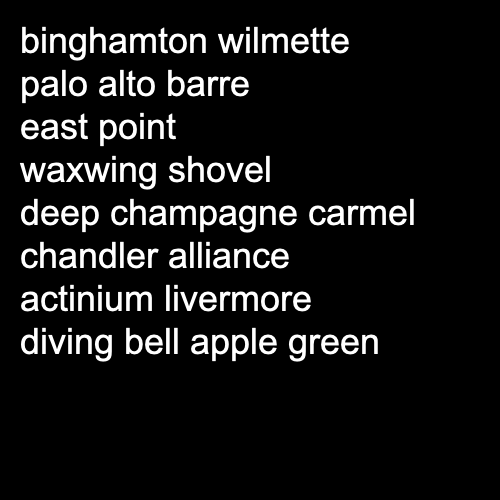 binghamton wilmette
palo alto barre
east point
waxwing shovel
deep champagne carmel
chandler alliance
actinium livermore
diving bell apple green